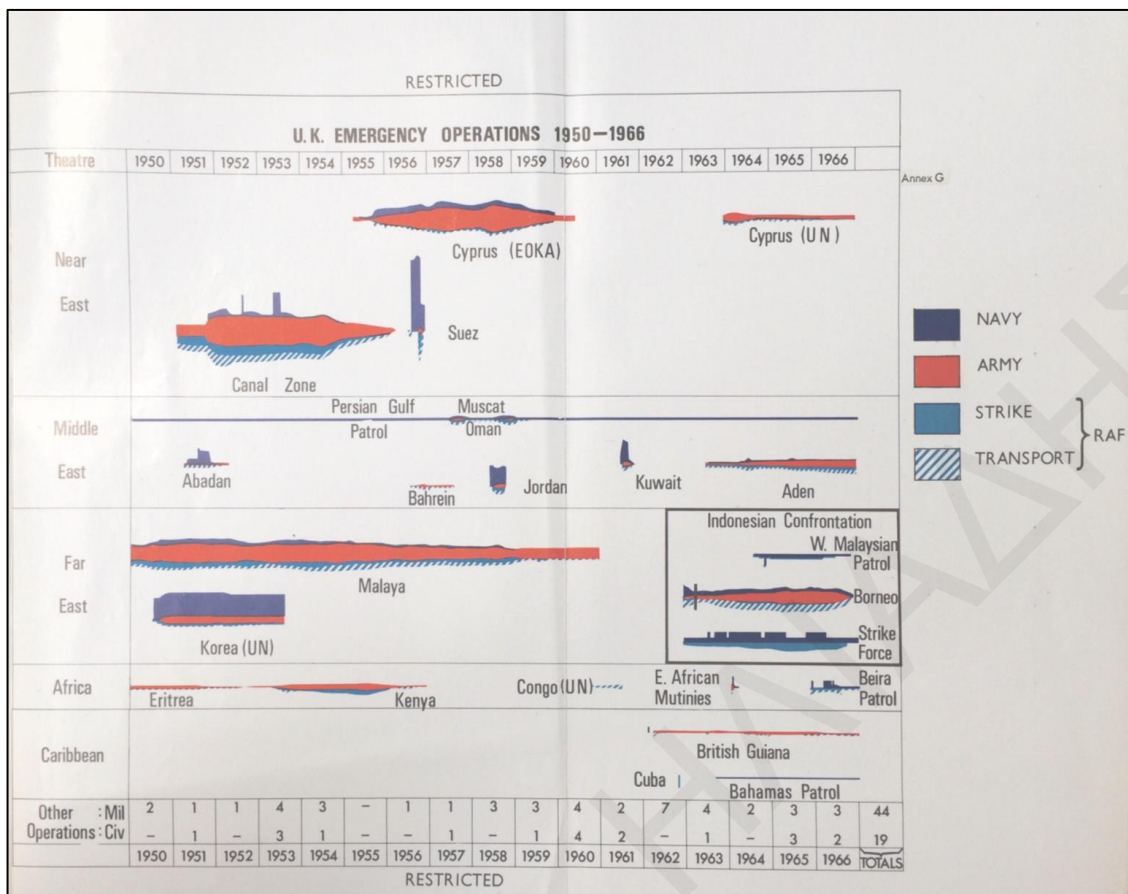 RESTRICTED
U.K. EMERGENCY OPERATIONS 1950–1966
Theatre 1950 1951 1952 1953 1954 1955 1956 1957 1958 1959 1960 1961 1962 1963 1964 1965 1966
Annex G
Near
East
Cyprus (EOKA)
Cyprus (UN)
Suez
Canal Zone
NAVY
ARMY
STRIKE
TRANSPORT
RAF
Middle
East
Persian Gulf
Patrol
Muscat
Oman
Abadan
Bahrein
Jordan
Kuwait
Aden
Far
East
Malaya
Korea (UN)
Indonesian Confrontation
W. Malaysian
Patrol
Borneo
Strike
Force
Africa
Eritrea
Kenya
Congo (UN)
E. African
Mutinies
Beira
Patrol
Caribbean
British Guiana
Cuba
Bahamas Patrol
Other : Mil 2 1 1 4 3 – 1 1 3 3 4 2 7 4 2 3 3 44
Operations : Civ – 1 – 3 1 – – 1 – 1 4 2 – 1 – 3 2 19
1950 1951 1952 1953 1954 1955 1956 1957 1958 1959 1960 1961 1962 1963 1964 1965 1966 TOTALS
RESTRICTED